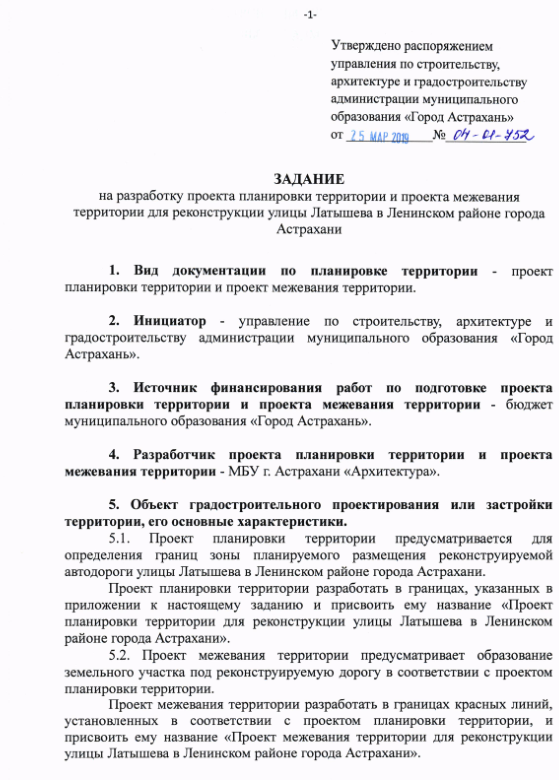 -1-
Утверждено распоряжением
управления по строительству,
архитектуре и градостроительству
администрации муниципального
образования «Город Астрахань»
от 25 МАР 2019 № 04-01-752
ЗАДАНИЕ
на разработку проекта планировки территории и проекта межевания
территории для реконструкции улицы Латышева в Ленинском районе города
Астрахани
1. Вид документации по планировке территории - проект
планировки территории и проект межевания территории.
2. Инициатор - управление по строительству, архитектуре и
градостроительству администрации муниципального образования «Город
Астрахань».
3. Источник финансирования работ по подготовке проекта
планировки территории и проекта межевания территории - бюджет
муниципального образования «Город Астрахань».
4. Разработчик проекта планировки территории и проекта
межевания территории - МБУ г. Астрахани «Архитектура».
5. Объект градостроительного проектирования или застройки
территории, его основные характеристики.
5.1. Проект планировки территории предусматривается для
определения границ зоны планируемого размещения реконструируемой
автодороги улицы Латышева в Ленинском районе города Астрахани.
Проект планировки территории разработать в границах, указанных в
приложении к настоящему заданию и присвоить ему название «Проект
планировки территории для реконструкции улицы Латышева в Ленинском
районе города Астрахани».
5.2. Проект межевания территории предусматривает образование
земельного участка под реконструируемую дорогу в соответствии с проектом
планировки территории.
Проект межевания территории разработать в границах красных линий,
установленных в соответствии с проектом планировки территории, и
присвоить ему название «Проект межевания территории для реконструкции
улицы Латышева в Ленинском районе города Астрахани».